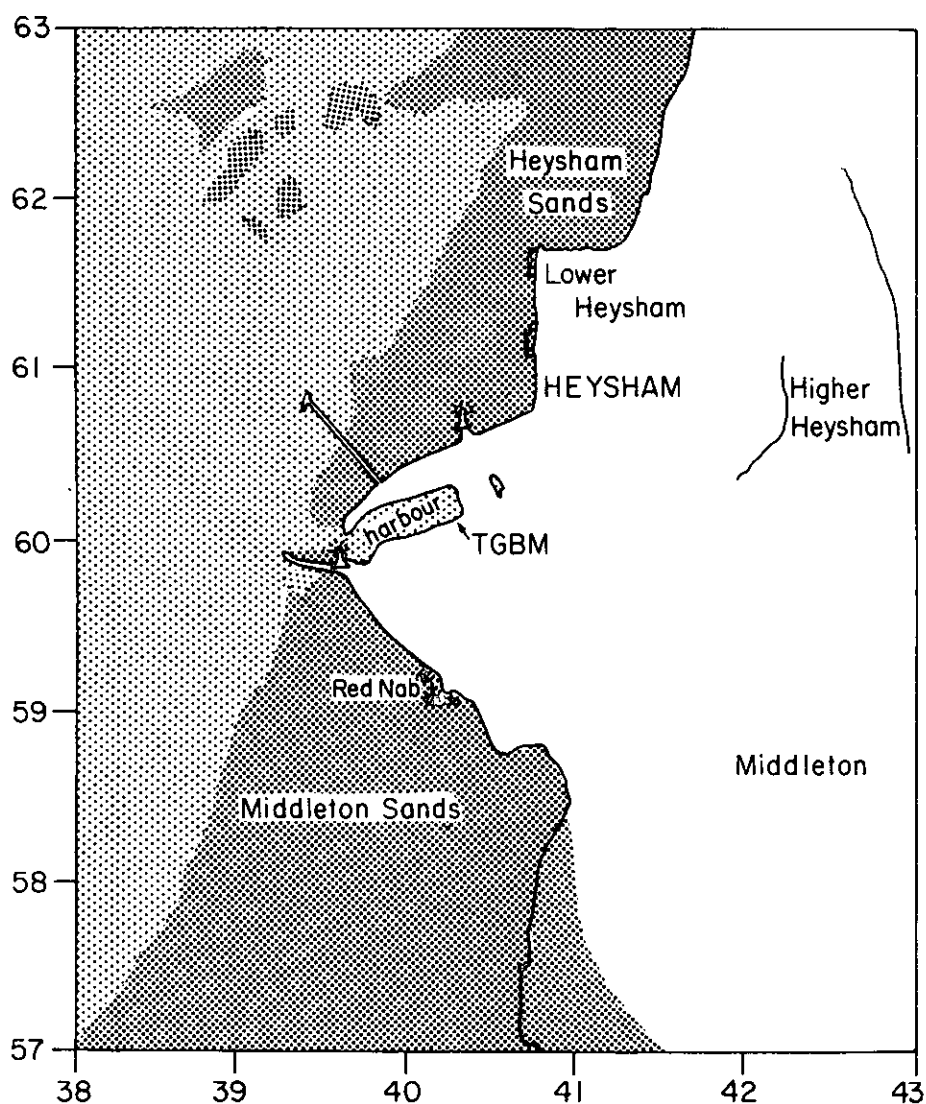 63
62
61
60
59
58
57
Heysham
Sands
Lower
Heysham
HEYSHAM
Higher
Heysham
harbour
TGBM
Red Nab
Middleton
Middleton Sands
38
39
40
41
42
43